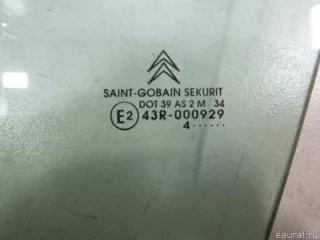 SAINT-GOBAIN SEKURIT
DOT 39 AS 2 M 34
E2 43R-000929
4······
© eaural.ru